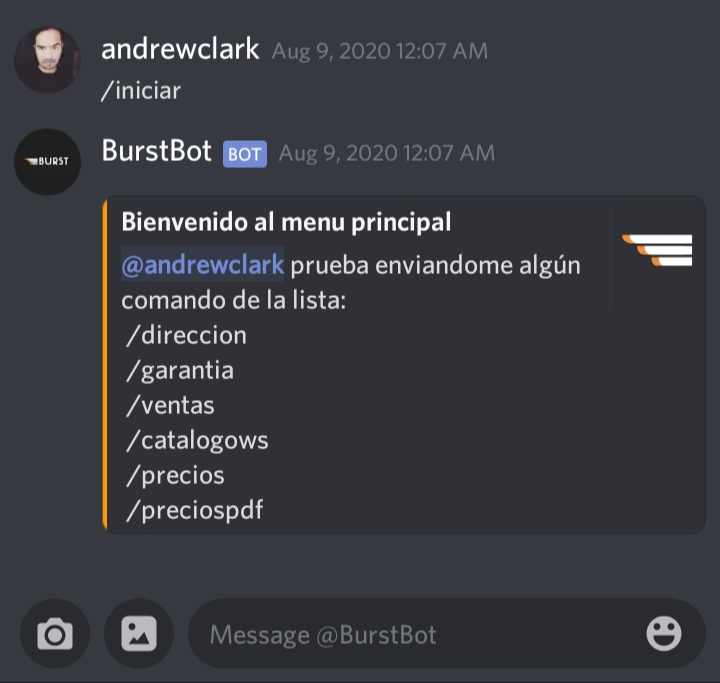 andrewclark Aug 9, 2020 12:07 AM
/iniciar
BURST
BurstBot BOT Aug 9, 2020 12:07 AM
Bienvenido al menu principal
@andrewclark prueba enviandome algún
comando de la lista:
/direccion
/garantia
/ventas
/catalogows
/precios
/preciospdf
Message @BurstBot